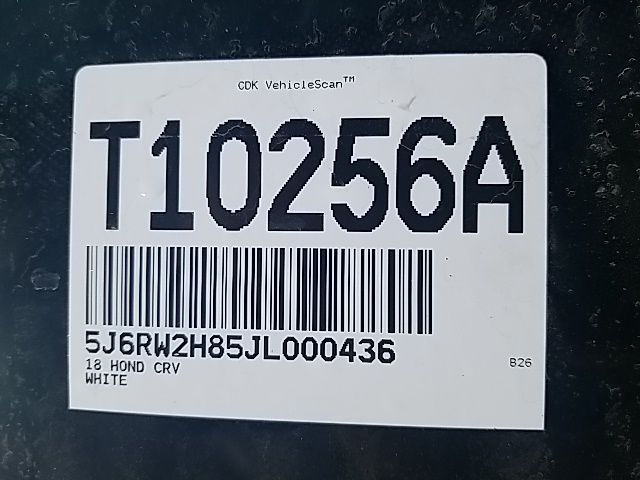 CDK VehicleScan™
T10256A
5J6RW2H85JL000436
18 HOND CRV
WHITE
B26